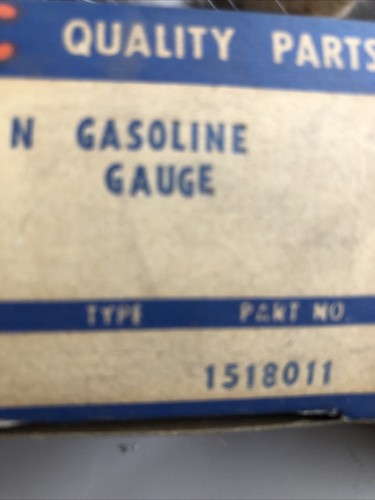 C QUALITY PARTS
N GASOLINE
GAUGE
TYPE PART NO.
1518011